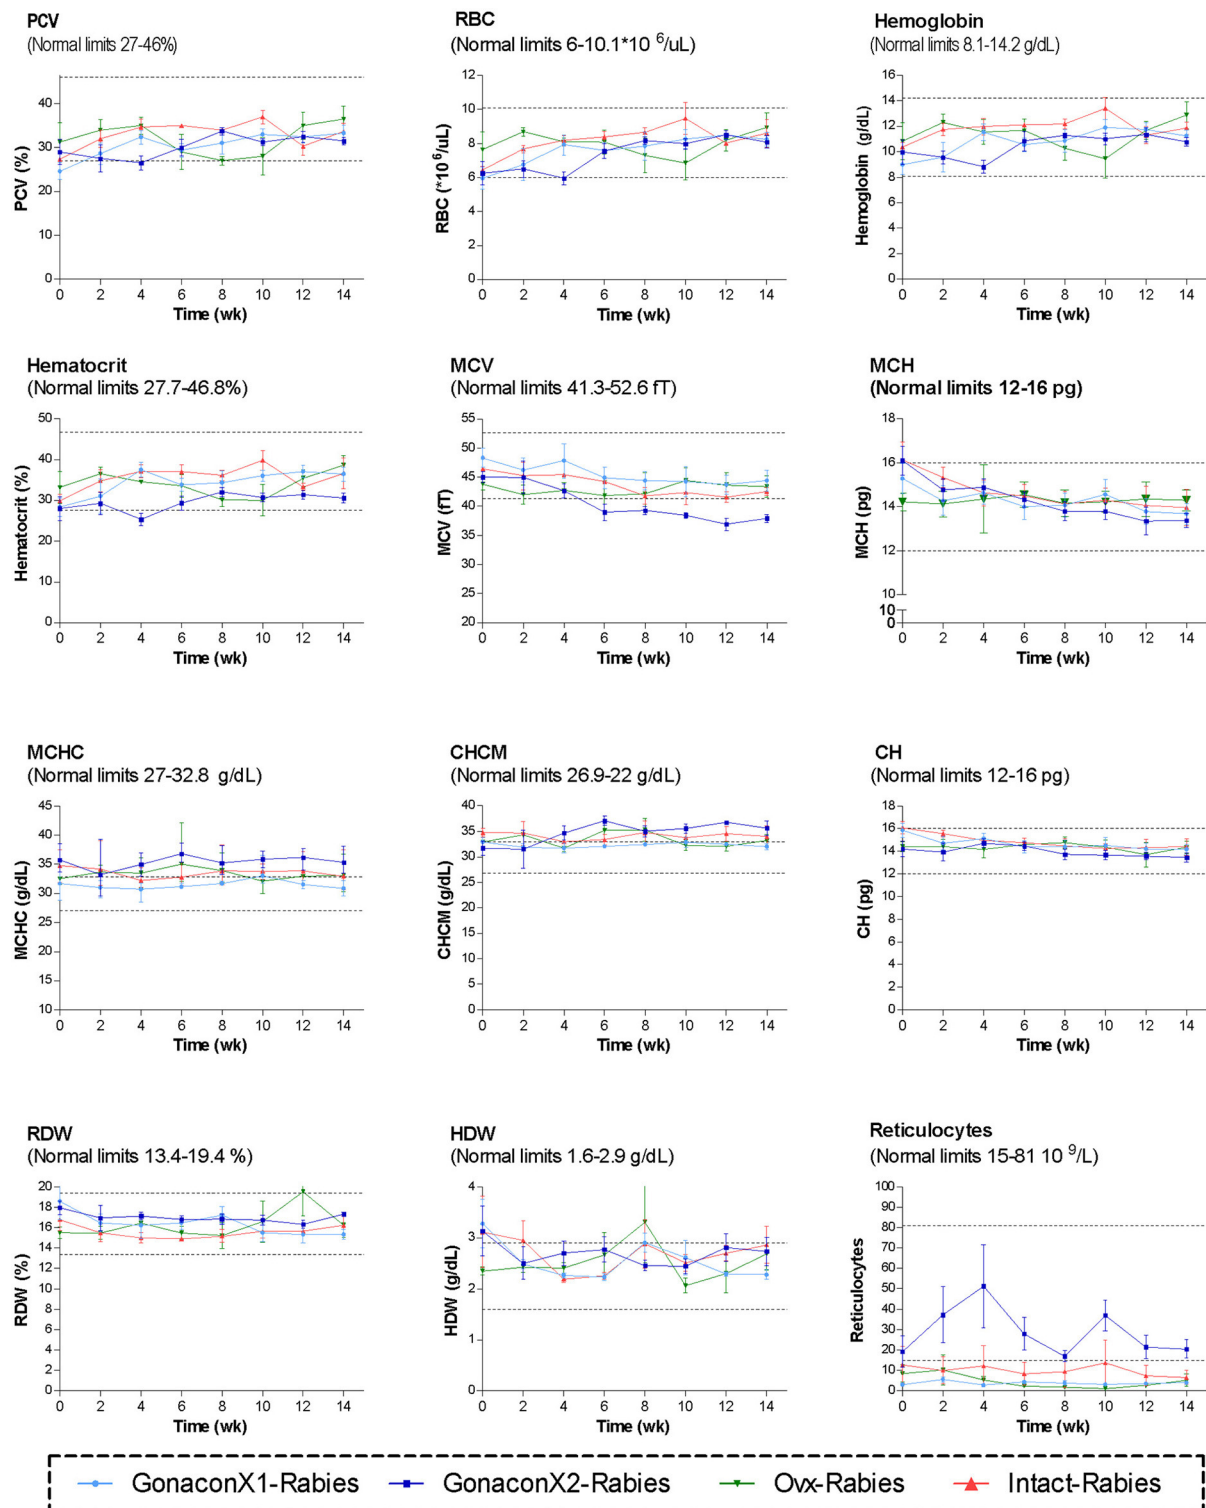 PCV
(Normal limits 27-46%)
PCV (%)
40
30
20
10
0
0 2 4 6 8 10 12 14
Time (wk)
RBC
(Normal limits 6-10.1*10 6/uL)
RBC (*10 6/uL)
12
10
8
6
4
2
0
0 2 4 6 8 10 12 14
Time (wk)
Hemoglobin
(Normal limits 8.1-14.2 g/dL)
Hemoglobin (g/dL)
16
14
12
10
8
6
4
2
0
0 2 4 6 8 10 12 14
Time (wk)
Hematocrit
(Normal limits 27.7-46.8%)
Hematocrit (%)
50
40
30
20
10
0
0 2 4 6 8 10 12 14
Time (wk)
MCV
(Normal limits 41.3-52.6 fT)
MCV (fT)
55
50
45
40
35
30
25
20
0 2 4 6 8 10 12 14
Time (wk)
MCH
(Normal limits 12-16 pg)
MCH (pg)
18
16
14
12
10
10
0
0 2 4 6 8 10 12 14
Time (wk)
MCHC
(Normal limits 27-32.8 g/dL)
MCHC (g/dL)
45
40
35
30
25
20
15
10
0 2 4 6 8 10 12 14
Time (wk)
CHCM
(Normal limits 26.9-22 g/dL)
CHCM (g/dL)
40
35
30
25
20
15
10
5
0
0 2 4 6 8 10 12 14
Time (wk)
CH
(Normal limits 12-16 pg)
CH (pg)
18
16
14
12
10
8
6
4
2
0
0 2 4 6 8 10 12 14
Time (wk)
RDW
(Normal limits 13.4-19.4 %)
RDW (%)
20
18
16
14
12
10
8
6
4
2
0
0 2 4 6 8 10 12 14
Time (wk)
HDW
(Normal limits 1.6-2.9 g/dL)
HDW (g/dL)
4
3
2
1
0
0 2 4 6 8 10 12 14
Time (wk)
Reticulocytes
(Normal limits 15-81 10 9/L)
Reticulocytes
100
90
80
70
60
50
40
30
20
10
0
0 2 4 6 8 10 12 14
Time (wk)
GonaconX1-Rabies GonaconX2-Rabies Ovx-Rabies Intact-Rabies